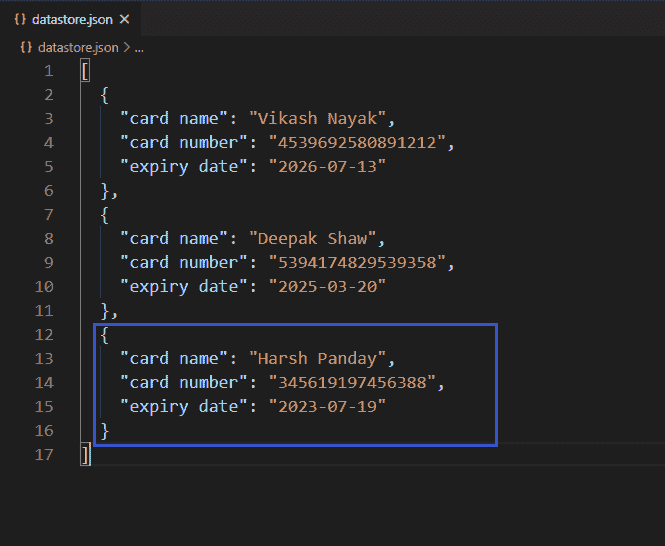 {} datastore.json ×
{} datastore.json > ...
1 [
2 {
3 "card name": "Vikash Nayak",
4 "card number": "4539692580891212",
5 "expiry date": "2026-07-13"
6 },
7 {
8 "card name": "Deepak Shaw",
9 "card number": "5394174829539358",
10 "expiry date": "2025-03-20"
11 },
12 {
13 "card name": "Harsh Panday",
14 "card number": "345619197456388",
15 "expiry date": "2023-07-19"
16 }
17 ]